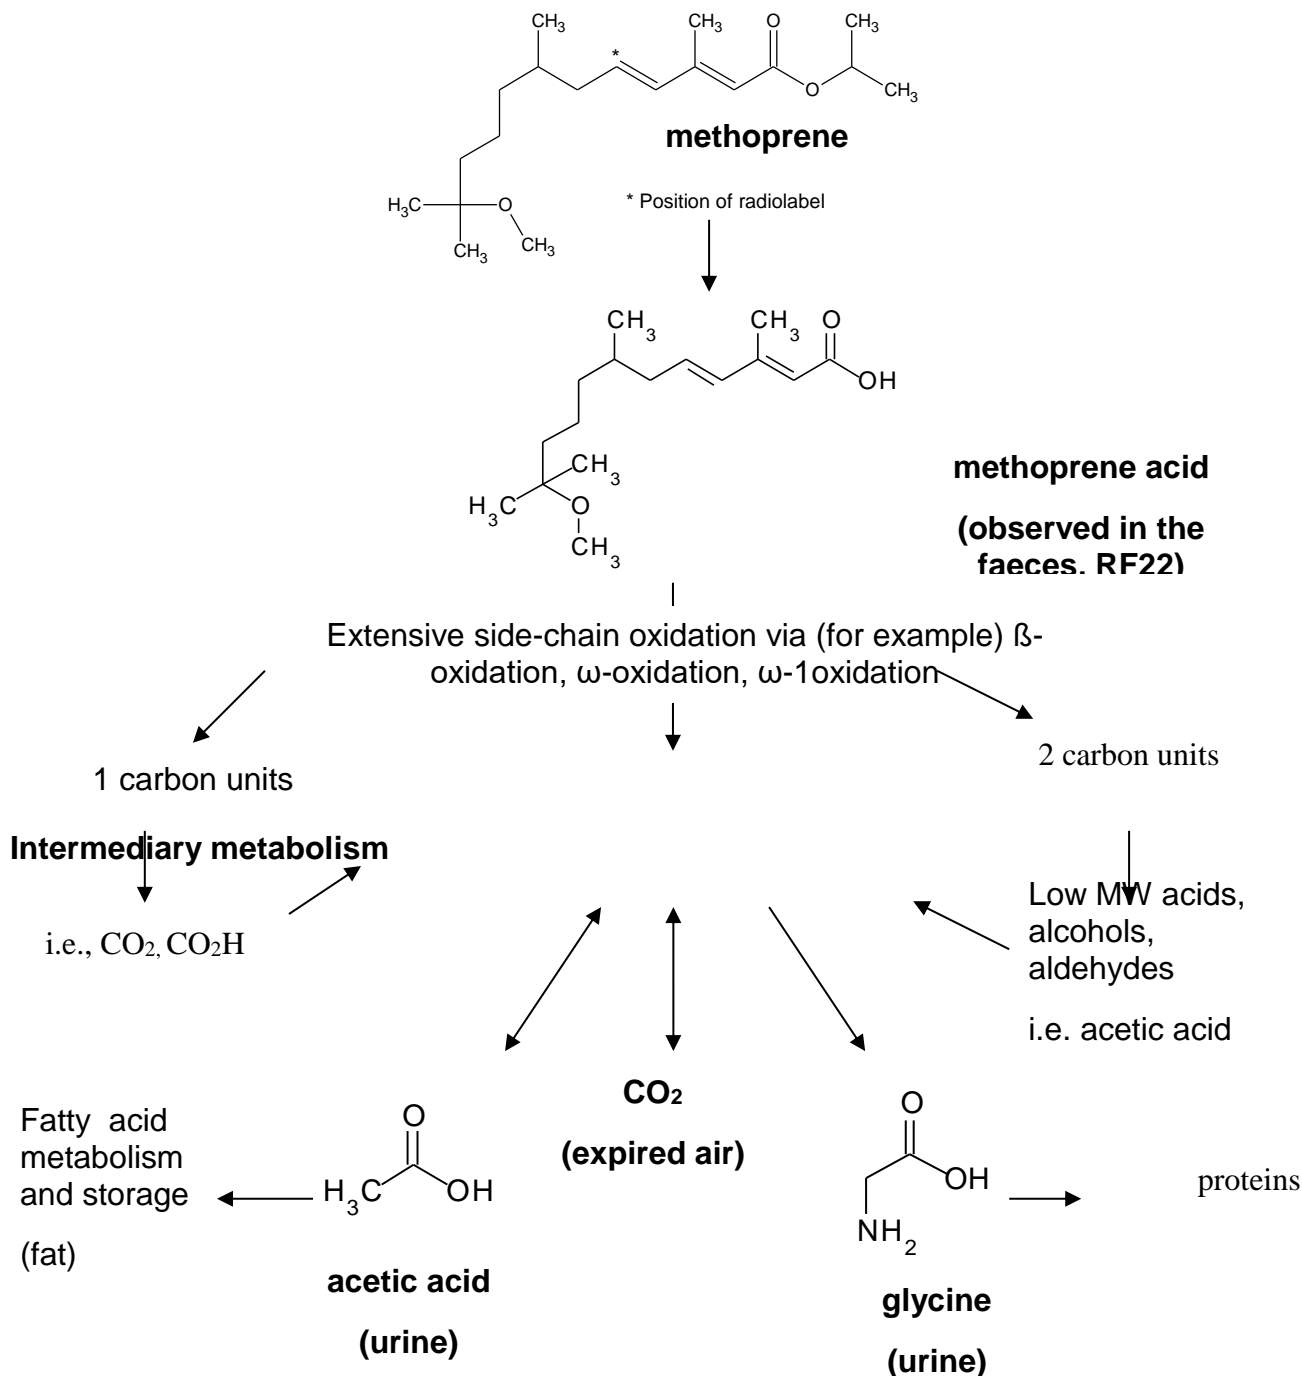 CH3
CH3
O
*
O
CH3
methoprene
H3C
O
CH3
CH3
* Position of radiolabel
CH3
CH3
O
OH
CH3
H3C
O
CH3
methoprene acid
(observed in the
faeces. RF22)
Extensive side-chain oxidation via (for example) ß-
oxidation, ω-oxidation, ω-1oxidation
1 carbon units
2 carbon units
Intermediary metabolism
i.e., CO2, CO2H
Low MW acids,
alcohols,
aldehydes
i.e. acetic acid
CO2
(expired air)
Fatty acid
metabolism
and storage
(fat)
O
H3C
OH
acetic acid
(urine)
O
OH
NH2
glycine
(urine)
proteins